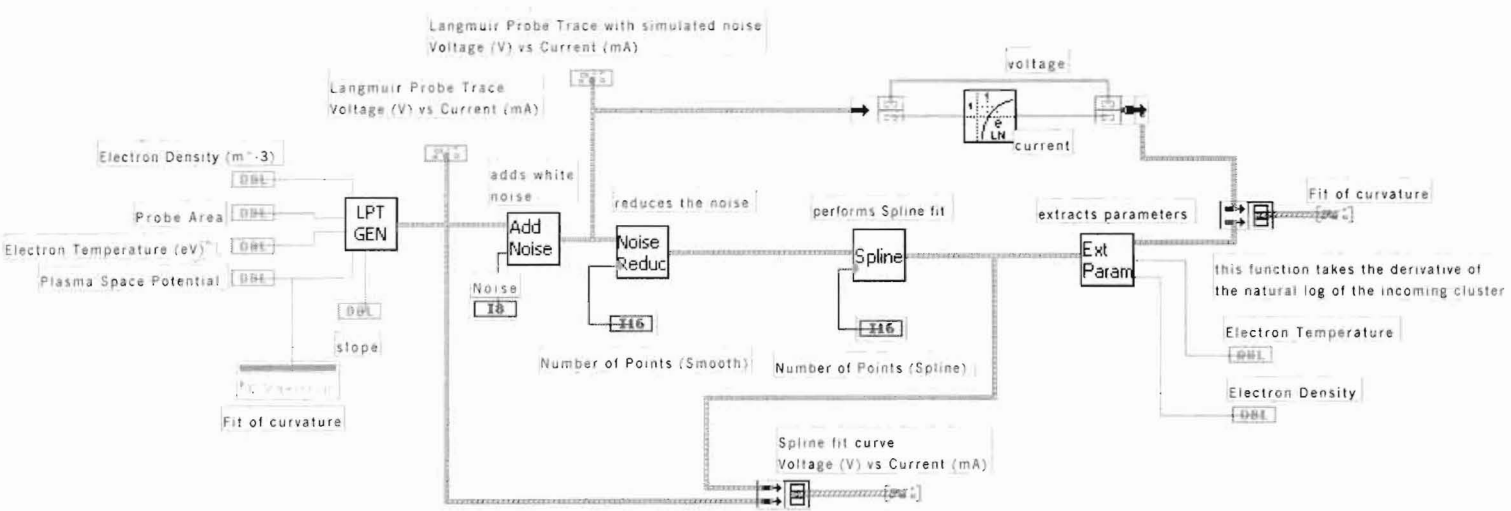 Langmuir Probe Trace with simulated noise
Voltage (V) vs Current (mA)
voltage
Langmuir Probe Trace
Voltage (V) vs Current (mA)
1
1
e
LN
current
Electron Density (m^-3)
DBL
adds white
noise
reduces the noise
performs Spline fit
extracts parameters
Fit of curvature
Probe Area
DBL
LPT
GEN
Add
Noise
Noise
Reduc
Spline
Ext
Param
Electron Temperature (eV)
DBL
Plasma Space Potential
DBL
this function takes the derivative of
the natural log of the incoming cluster
Noise
I8
DBL
slope
I16
I16
Electron Temperature
DBL
Number of Points (Smooth)
Number of Points (Spline)
Electron Density
DBL
Fit of curvature
Spline fit curve
Voltage (V) vs Current (mA)